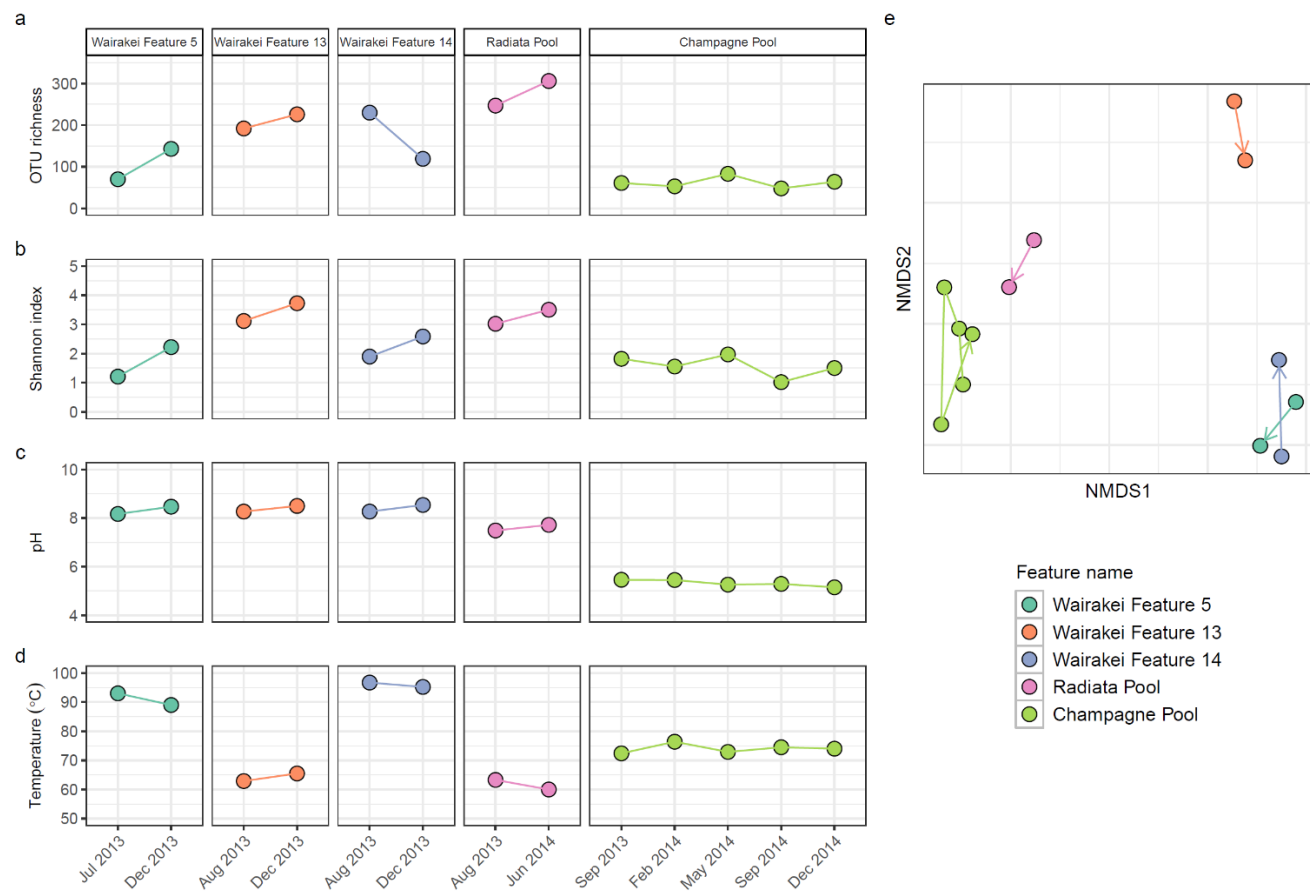 a
Wairakei Feature 5 Wairakei Feature 13 Wairakei Feature 14 Radiata Pool Champagne Pool
OTU richness
300
200
100
0
b
Shannon index
5
4
3
2
1
0
c
pH
10
8
6
4
d
Temperature (°C)
100
90
80
70
60
50
Jul 2013 Dec 2013 Aug 2013 Dec 2013 Aug 2013 Dec 2013 Aug 2013 Jun 2014 Sep 2013 Feb 2014 May 2014 Sep 2014 Dec 2014
e
NMDS2
NMDS1
Feature name
Wairakei Feature 5
Wairakei Feature 13
Wairakei Feature 14
Radiata Pool
Champagne Pool